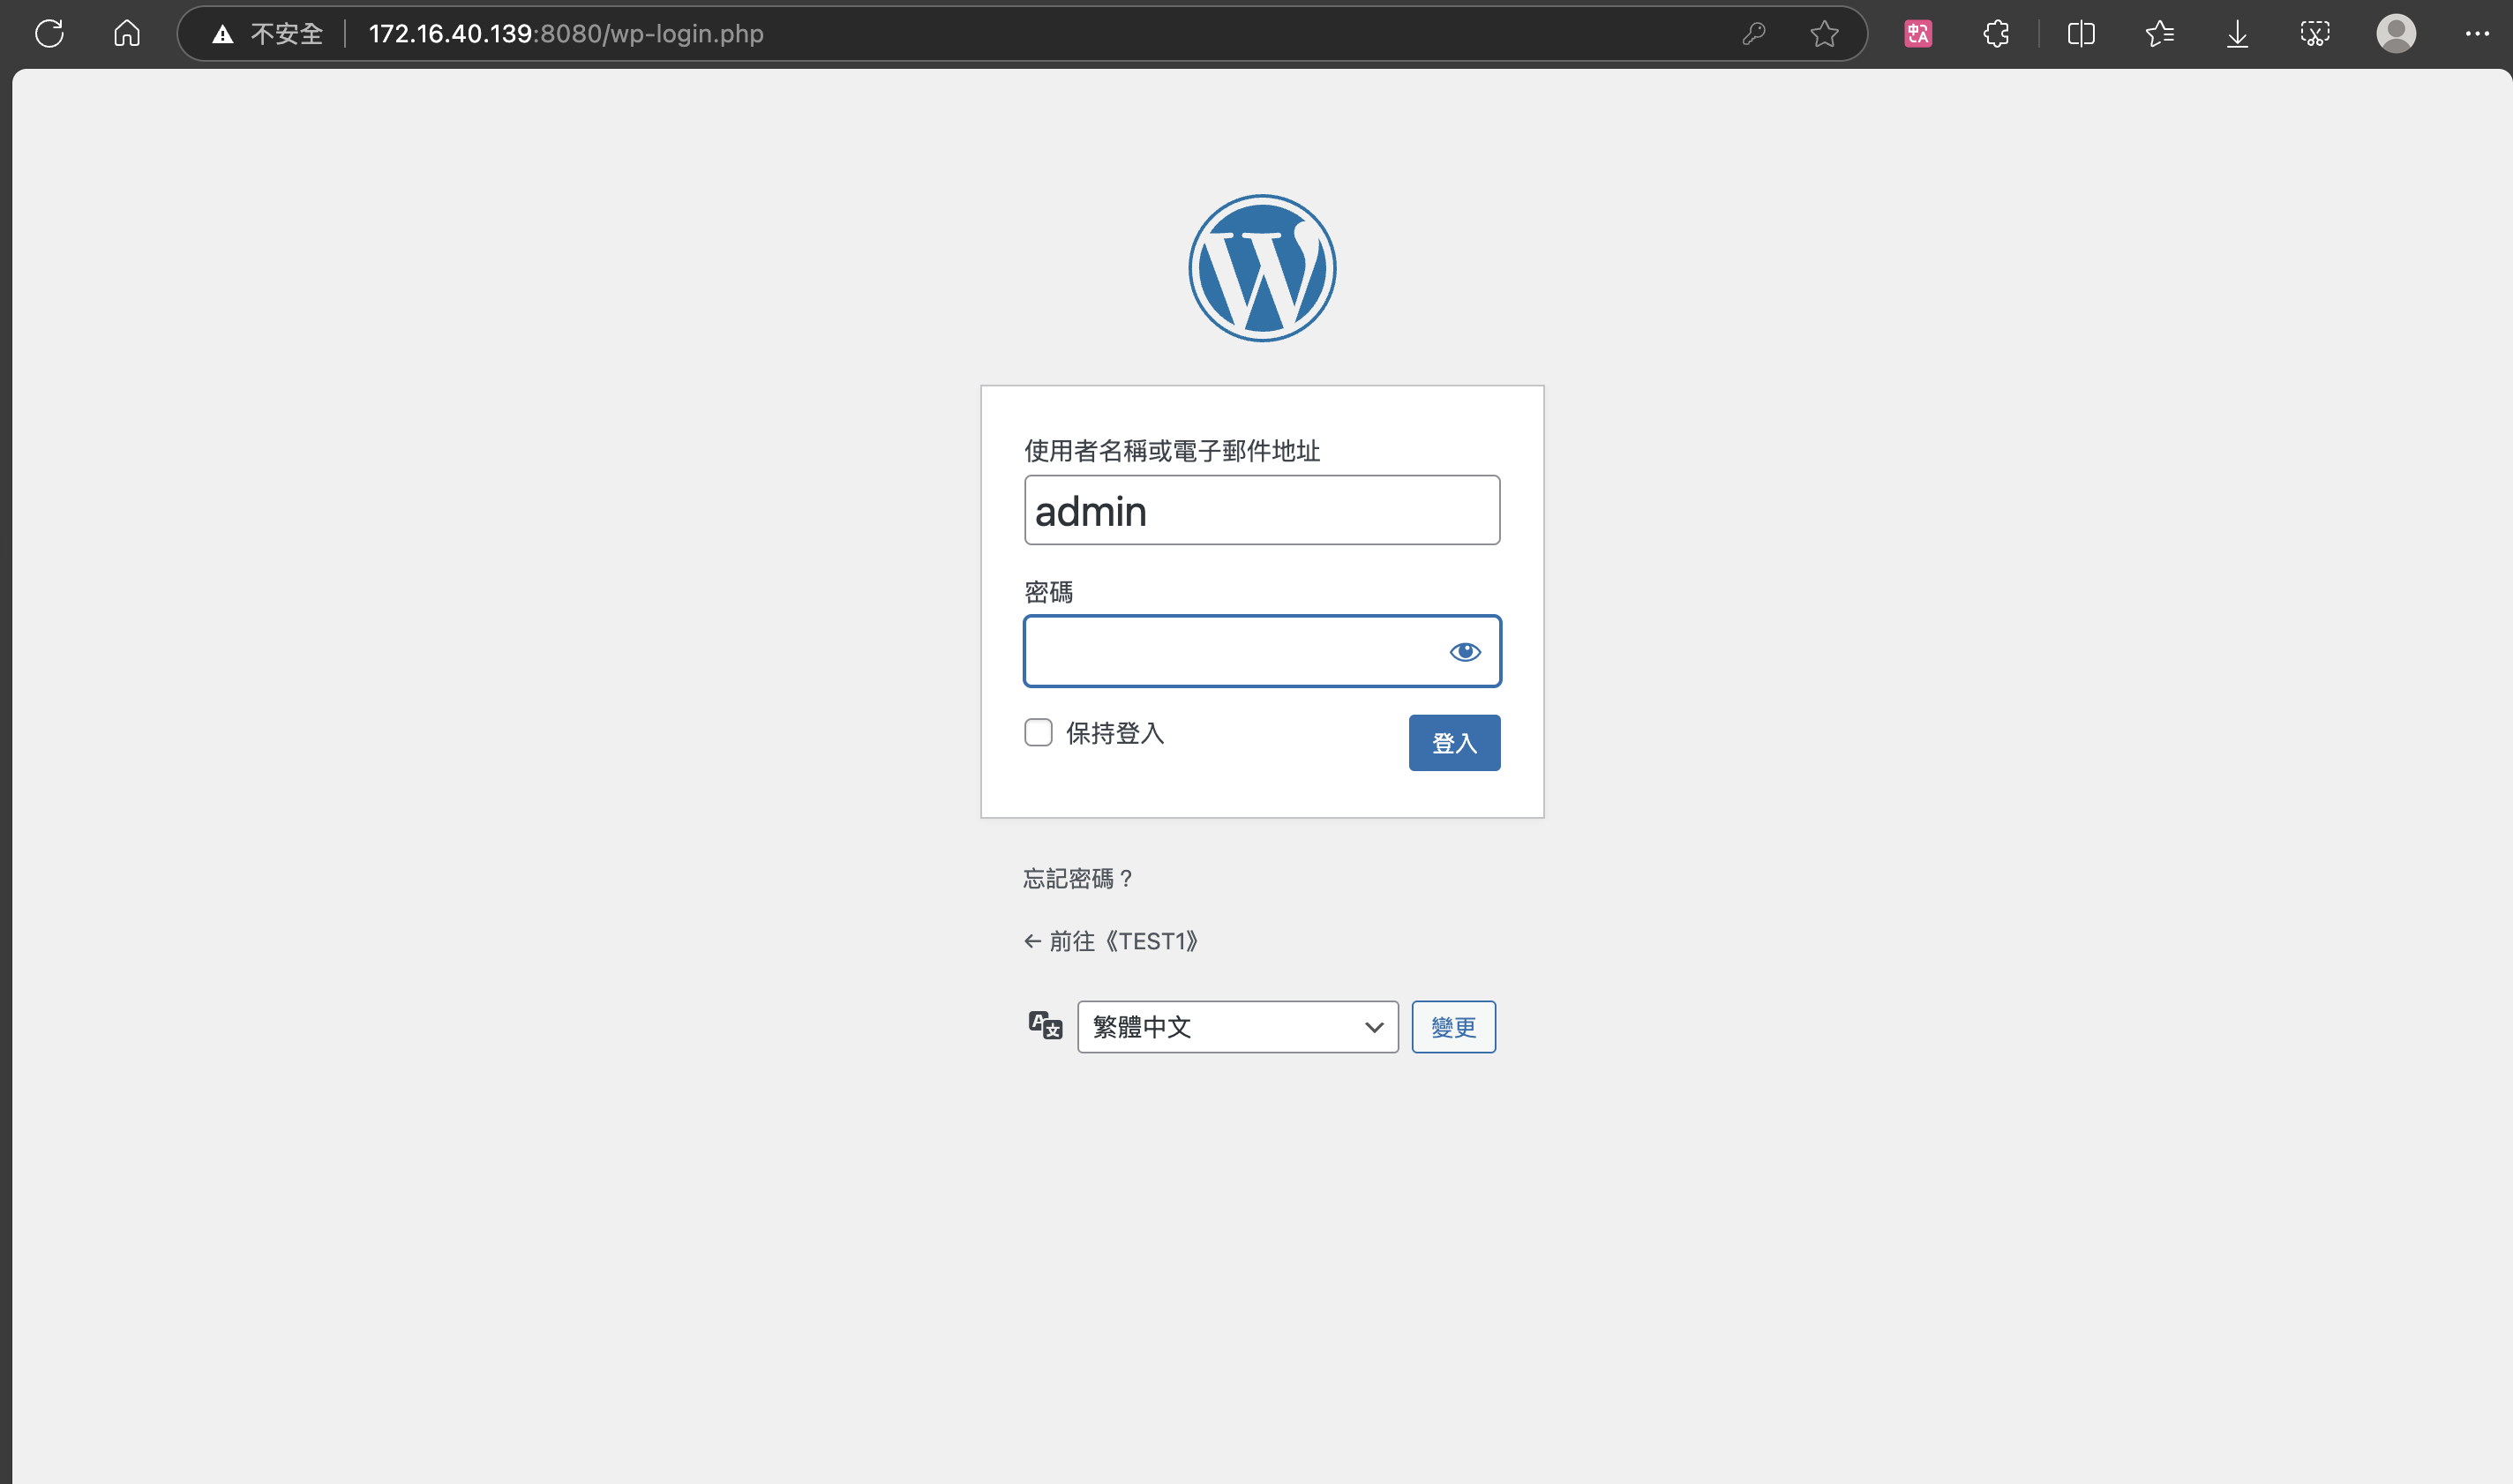 不安全 172.16.40.139:8080/wp-login.php
使用者名稱或電子郵件地址
admin
密碼
保持登入
登入
忘記密碼？
← 前往《TEST1》
繁體中文
變更